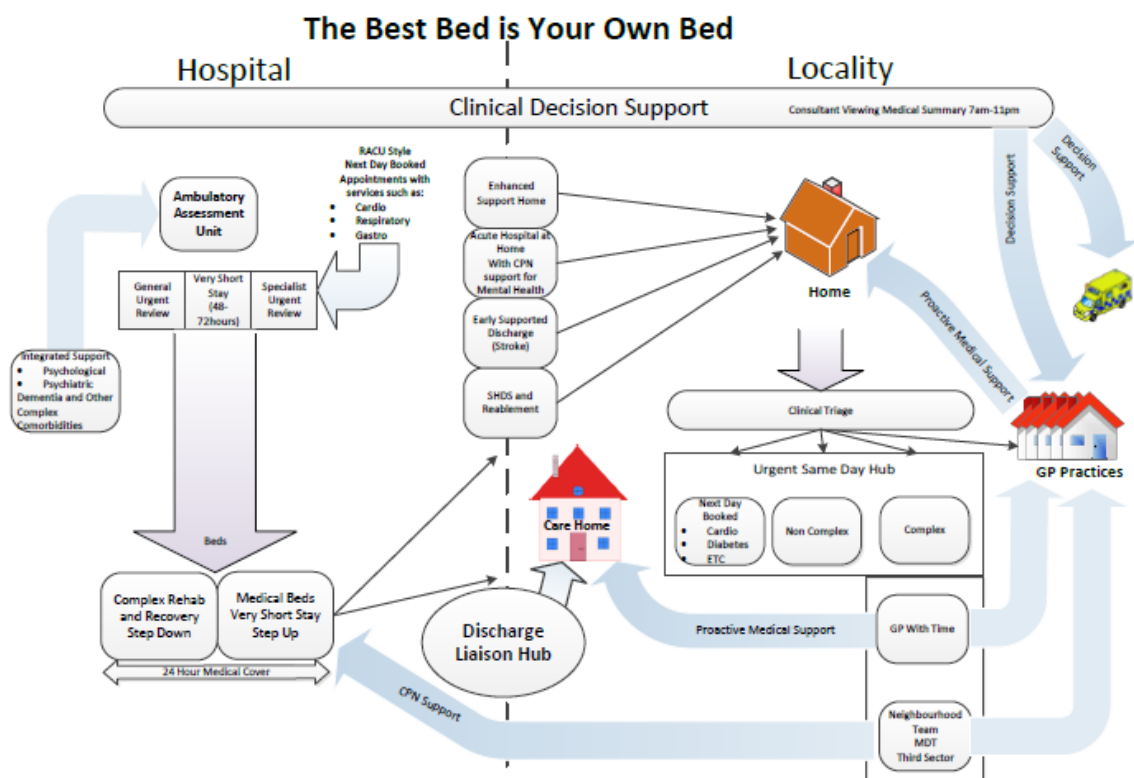 The Best Bed is Your Own Bed
Hospital
Locality
Clinical Decision Support
Consultant Viewing Medical Summary 7am-11pm
RACU Style
Next Day Booked
Appointments with
services such as:
• Cardio
• Respiratory
• Gastro
Ambulatory
Assessment
Unit
General
Urgent
Review
Very Short
Stay
(48-
72hours)
Specialist
Urgent
Review
Integrated Support
• Psychological
• Psychiatric
Dementia and Other
Complex
Comorbidities
Beds
Complex Rehab
and Recovery
Step Down
Medical Beds
Very Short Stay
Step Up
24 Hour Medical Cover
Enhanced
Support Home
Acute Hospital at
Home
With CPN
support for
Mental Health
Early Supported
Discharge
(Stroke)
SHDS and
Reablement
Care Home
Discharge
Liaison Hub
CPN Support
Home
Decision Support
Decision
Support
Proactive Medical Support
Clinical Triage
GP Practices
Urgent Same Day Hub
Next Day
Booked
• Cardio
• Diabetes
• ETC
Non Complex
Complex
Proactive Medical Support
GP With Time
Neighbourhood
Team
MDT
Third Sector